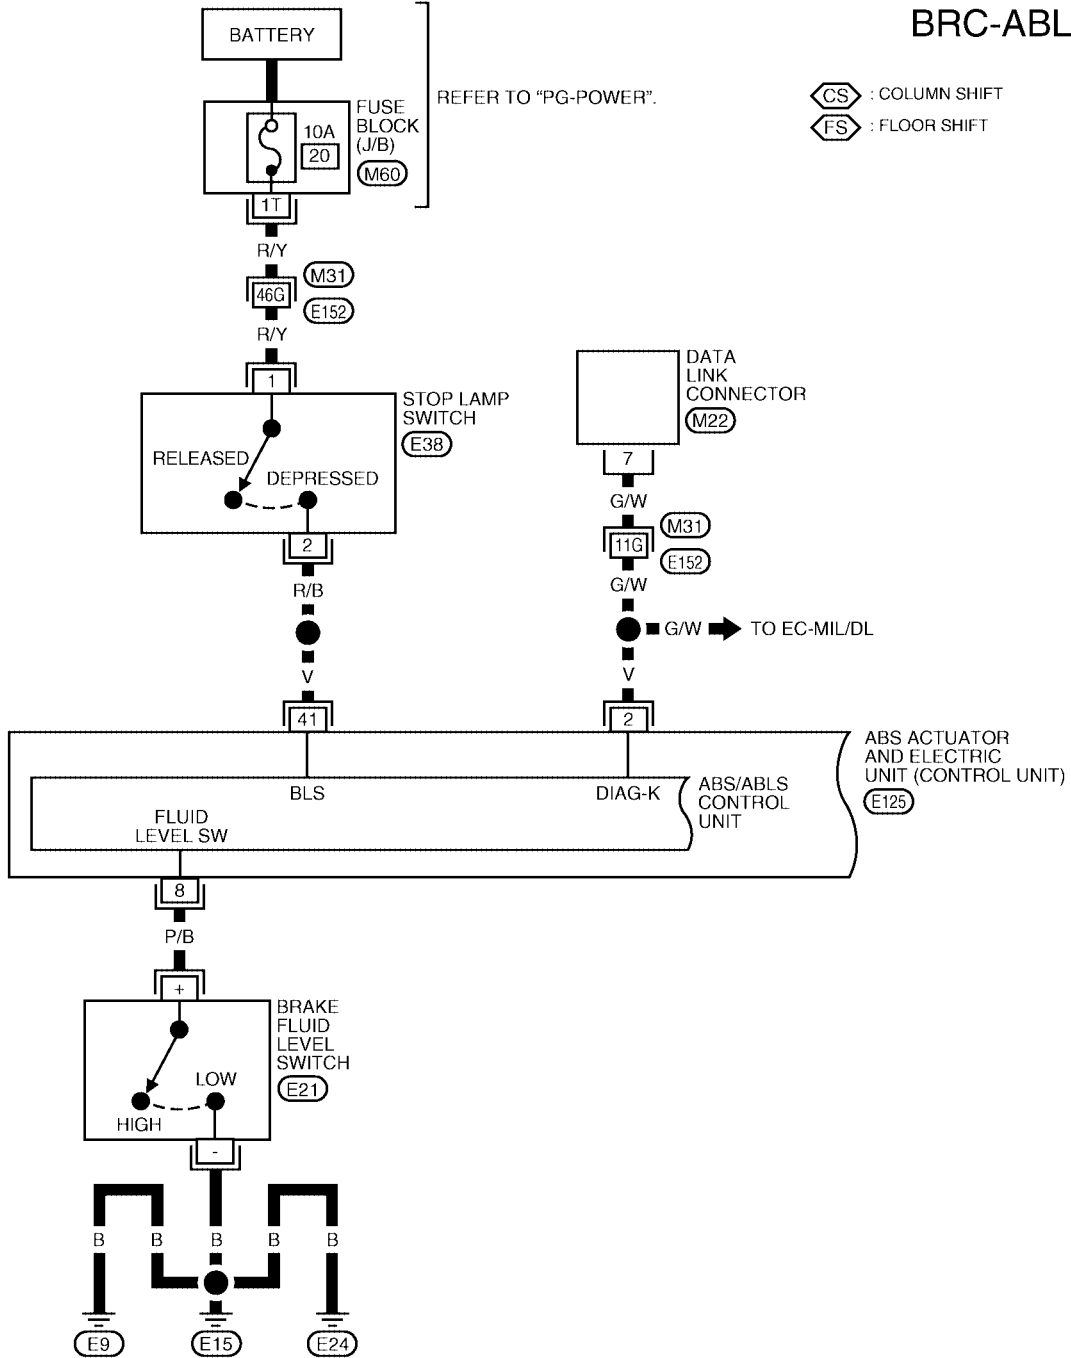 BRC-ABL
BATTERY
REFER TO “PG-POWER”.
CS : COLUMN SHIFT
FS : FLOOR SHIFT
FUSE
BLOCK
(J/B)
M60
10A
20
1T
R/Y
M31
46G
E152
R/Y
1
STOP LAMP
SWITCH
E38
RELEASED
DEPRESSED
2
R/B
V
41
DATA
LINK
CONNECTOR
M22
7
G/W
M31
11G
E152
G/W
G/W TO EC-MIL/DL
V
2
ABS ACTUATOR
AND ELECTRIC
UNIT (CONTROL UNIT)
E125
BLS
DIAG-K
ABS/ABLS
CONTROL
UNIT
FLUID
LEVEL SW
8
P/B
+
BRAKE
FLUID
LEVEL
SWITCH
E21
LOW
HIGH
-
B B B B B
E9 E15 E24